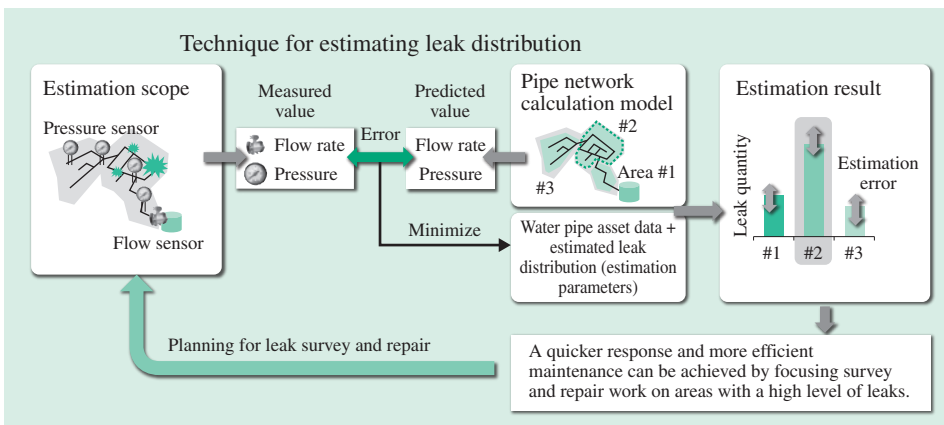 Technique for estimating leak distribution
Estimation scope
Pressure sensor
Flow sensor
Measured
value
Flow rate
Pressure
Error
Predicted
value
Flow rate
Pressure
Minimize
Pipe network
calculation model
#2
Area #1
#3
Water pipe asset data +
estimated leak
distribution (estimation
parameters)
Estimation result
Leak quantity
Estimation
error
#1
#2
#3
Planning for leak survey and repair
A quicker response and more efficient
maintenance can be achieved by focusing survey
and repair work on areas with a high level of leaks.